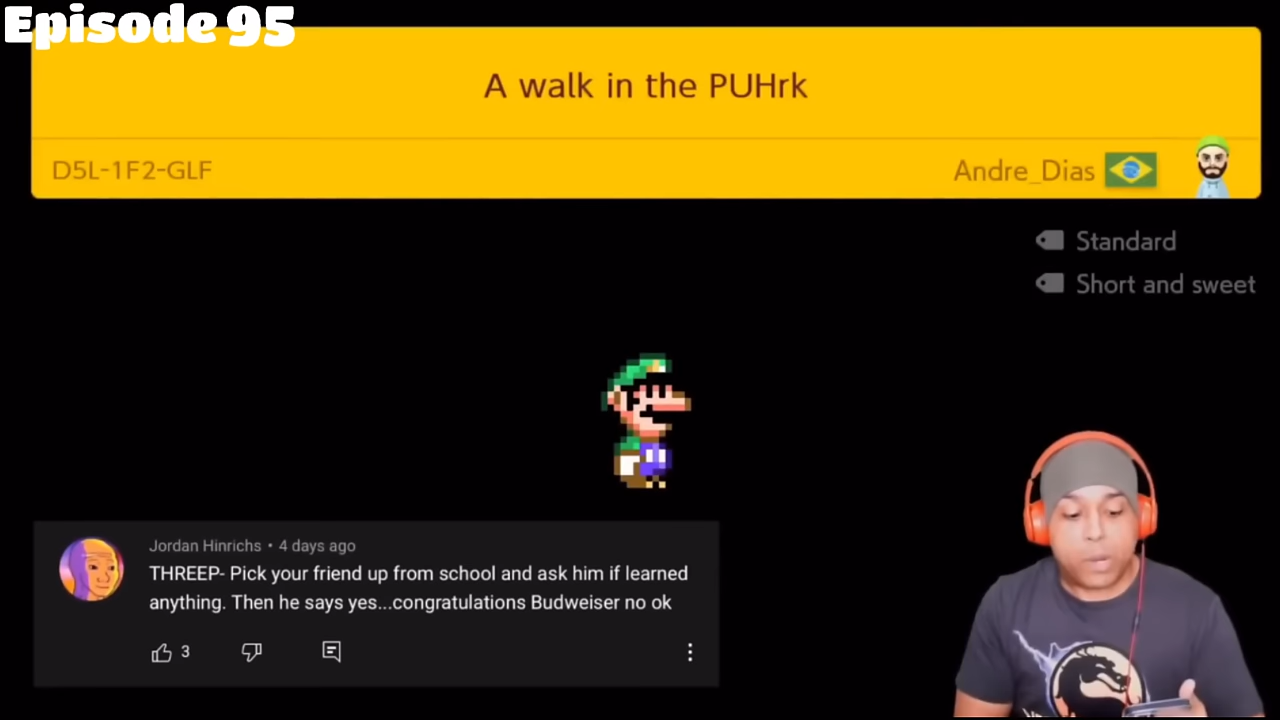 Episode 95
A walk in the PUHrk
D5L-1F2-GLF
Andre_Dias
Standard
Short and sweet
Jordan Hinrichs • 4 days ago
THREEP- Pick your friend up from school and ask him if learned
anything. Then he says yes...congratulations Budweiser no ok
3